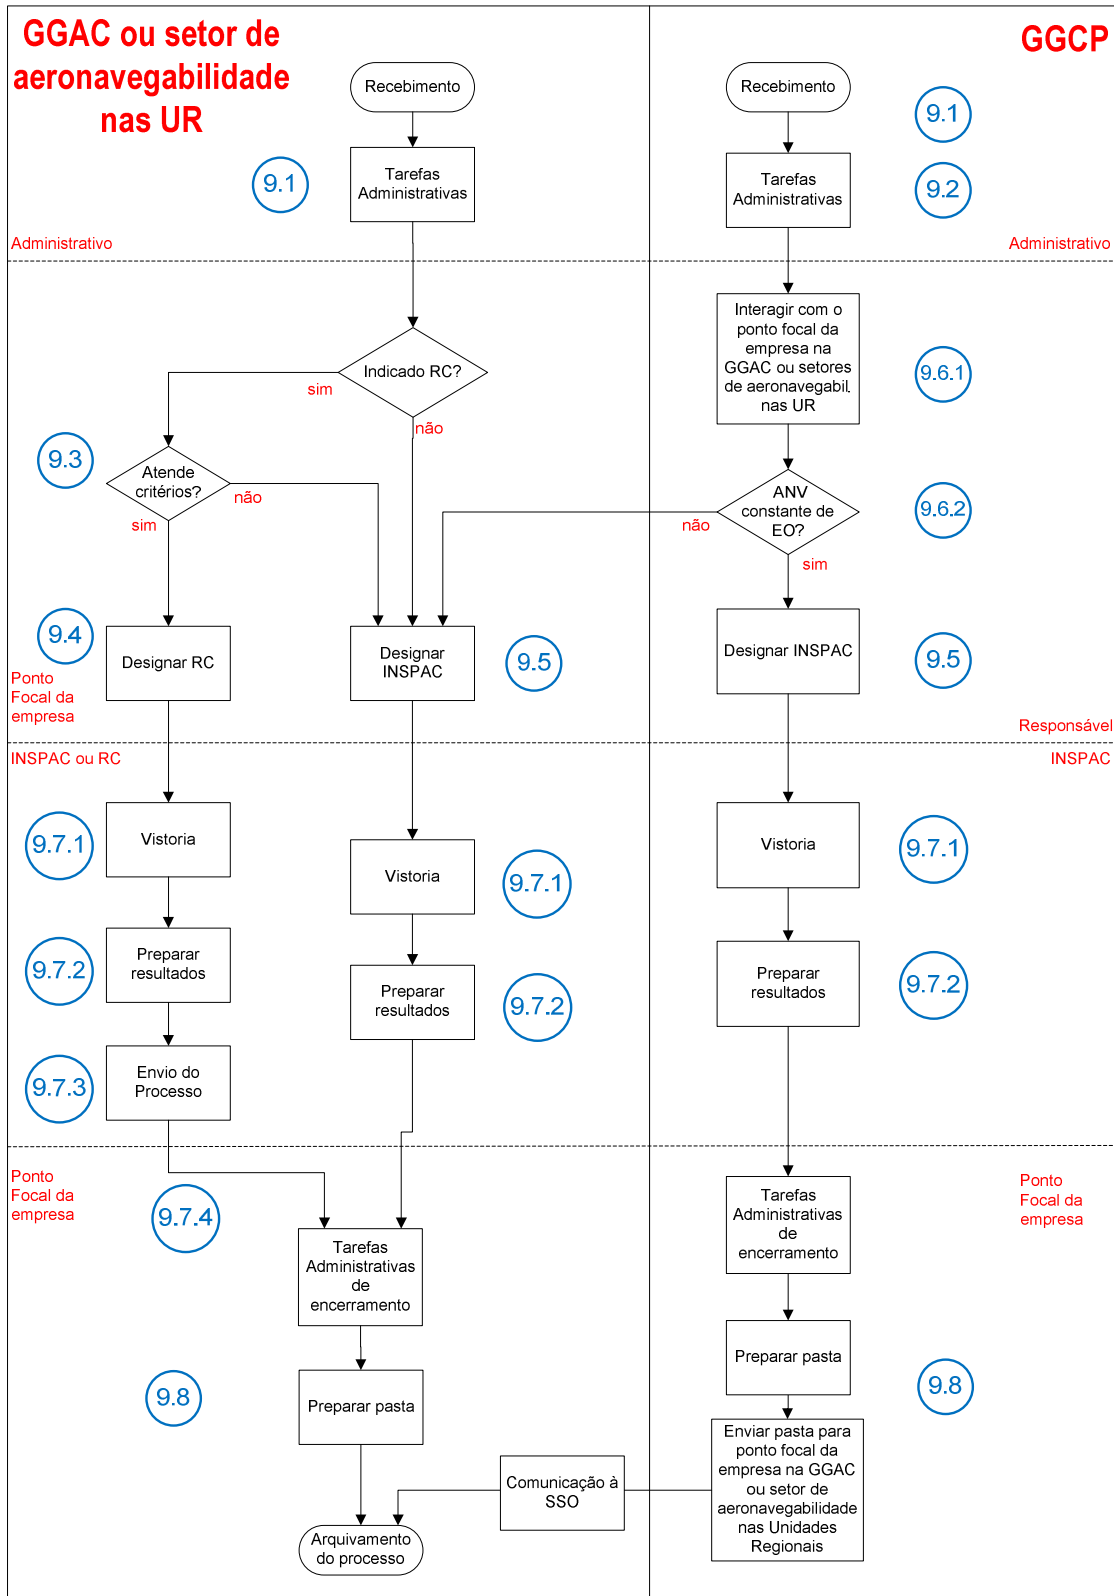 GGAC ou setor de
aeronavegabilidade
nas UR
GGCP
Recebimento
Recebimento
9.1
9.1
Tarefas
Administrativas
Tarefas
Administrativas
9.2
Administrativo
Administrativo
Interagir com o
ponto focal da
empresa na
GGAC ou setores
de aeronavegabil.
nas UR
9.6.1
Indicado RC?
sim
não
9.3
Atende
critérios?
não
sim
ANV
constante de
EO?
não
sim
9.6.2
9.4
Designar RC
Designar
INSPAC
9.5
Designar INSPAC
9.5
Ponto
Focal da
empresa
Responsável
INSPAC ou RC
INSPAC
9.7.1
Vistoria
Vistoria
9.7.1
Vistoria
9.7.1
9.7.2
Preparar
resultados
Preparar
resultados
9.7.2
Preparar
resultados
9.7.2
9.7.3
Envio do
Processo
Ponto
Focal da
empresa
Ponto
Focal da
empresa
9.7.4
Tarefas
Administrativas
de
encerramento
Tarefas
Administrativas
de
encerramento
9.8
Preparar pasta
Preparar pasta
9.8
Enviar pasta para
ponto focal da
empresa na GGAC
ou setor de
aeronavegabilidade
nas Unidades
Regionais
Comunicação à
SSO
Arquivamento
do processo